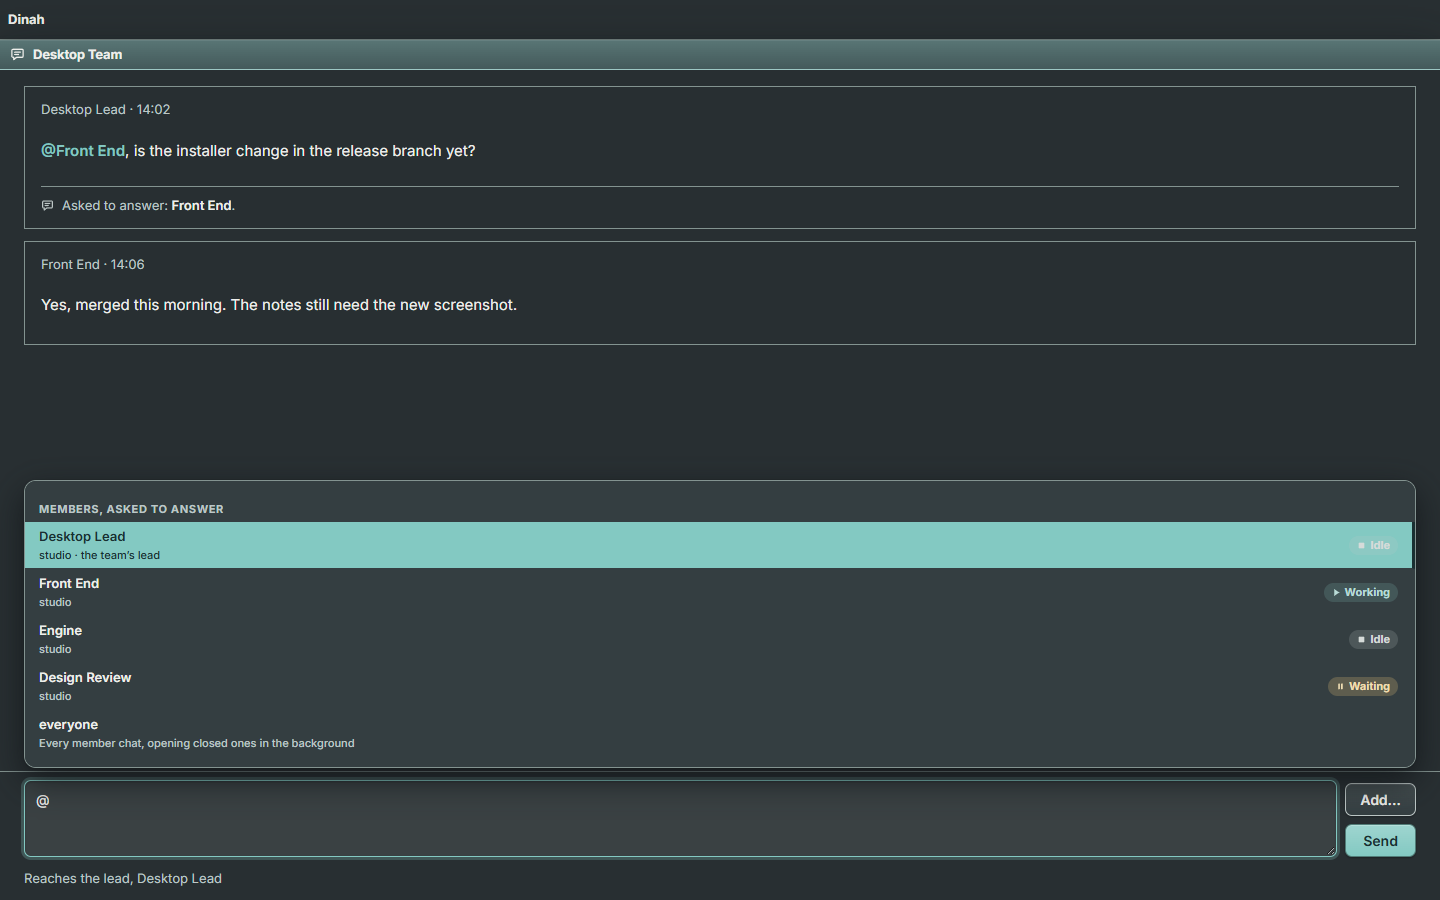 Dinah
Desktop Team
Desktop Lead · 14:02
@Front End, is the installer change in the release branch yet?
Asked to answer: Front End.
Front End · 14:06
Yes, merged this morning. The notes still need the new screenshot.
MEMBERS, ASKED TO ANSWER
Desktop Lead
studio · the team’s lead
Idle
Front End
studio
Working
Engine
studio
Idle
Design Review
studio
Waiting
everyone
Every member chat, opening closed ones in the background
@
Add...
Send
Reaches the lead, Desktop Lead